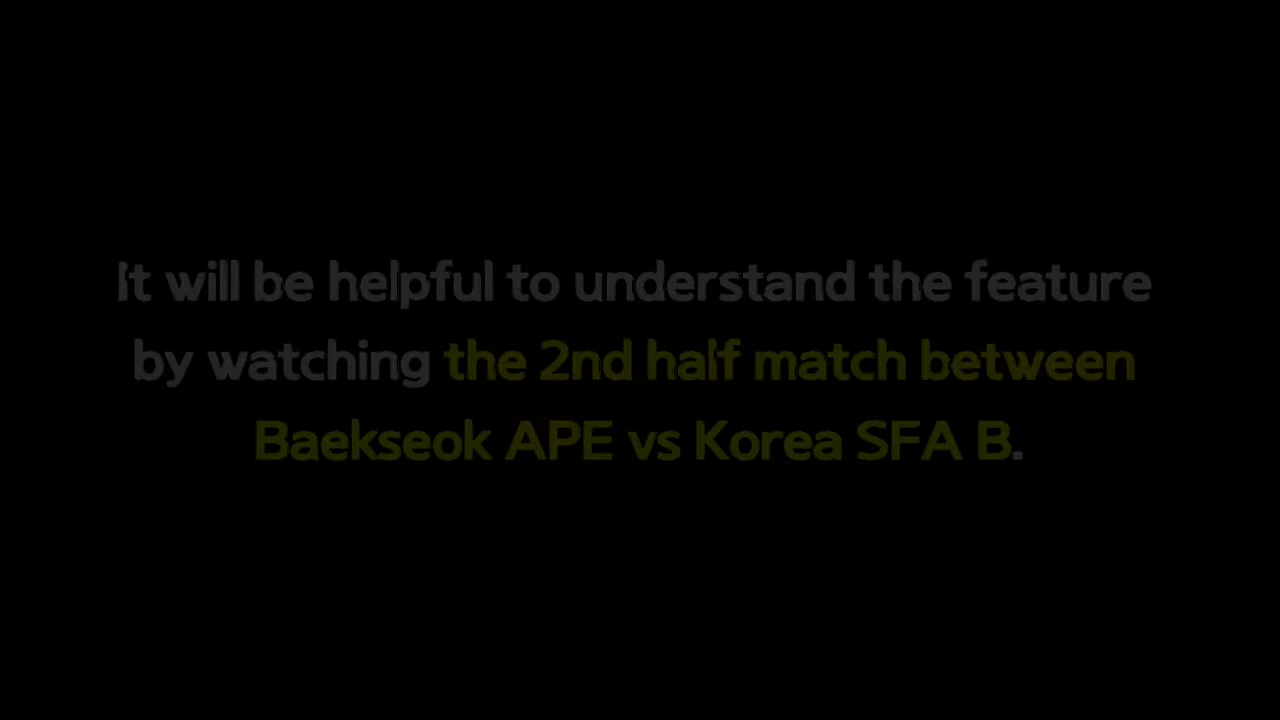 It will be helpful to understand the feature
by watching the 2nd half match between
Baekseok APE vs Korea SFA B.